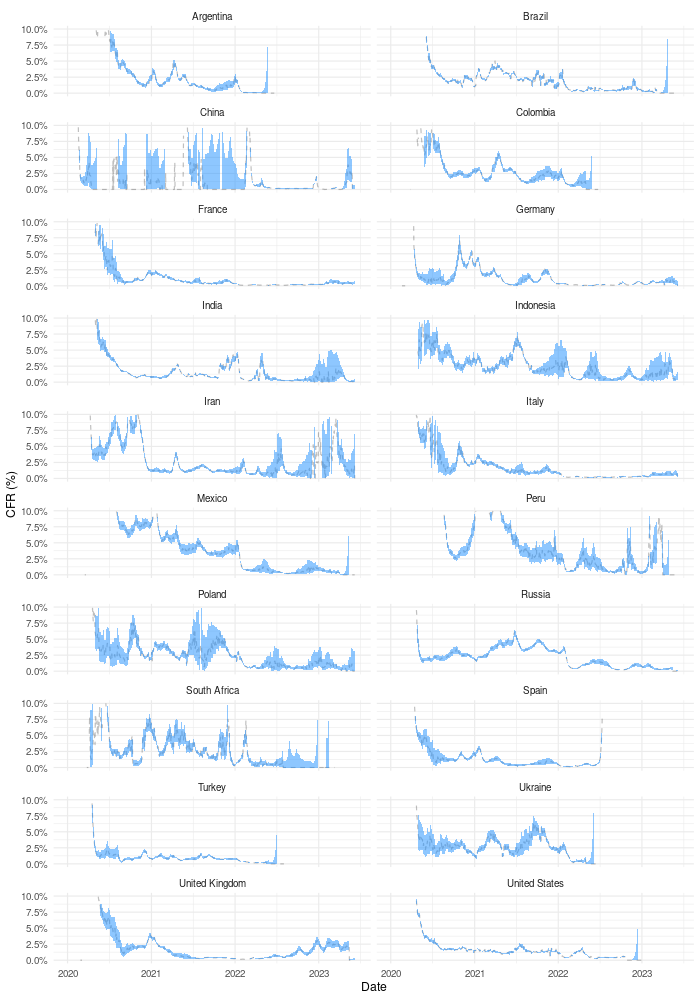 Argentina
Brazil
10.0%
7.5%
5.0%
2.5%
0.0%
China
Colombia
10.0%
7.5%
5.0%
2.5%
0.0%
France
Germany
10.0%
7.5%
5.0%
2.5%
0.0%
India
Indonesia
10.0%
7.5%
5.0%
2.5%
0.0%
Iran
Italy
10.0%
7.5%
5.0%
2.5%
0.0%
CFR (%)
Mexico
Peru
10.0%
7.5%
5.0%
2.5%
0.0%
Poland
Russia
10.0%
7.5%
5.0%
2.5%
0.0%
South Africa
Spain
10.0%
7.5%
5.0%
2.5%
0.0%
Turkey
Ukraine
10.0%
7.5%
5.0%
2.5%
0.0%
United Kingdom
United States
10.0%
7.5%
5.0%
2.5%
0.0%
2020 2021 2022 2023 2020 2021 2022 2023
Date